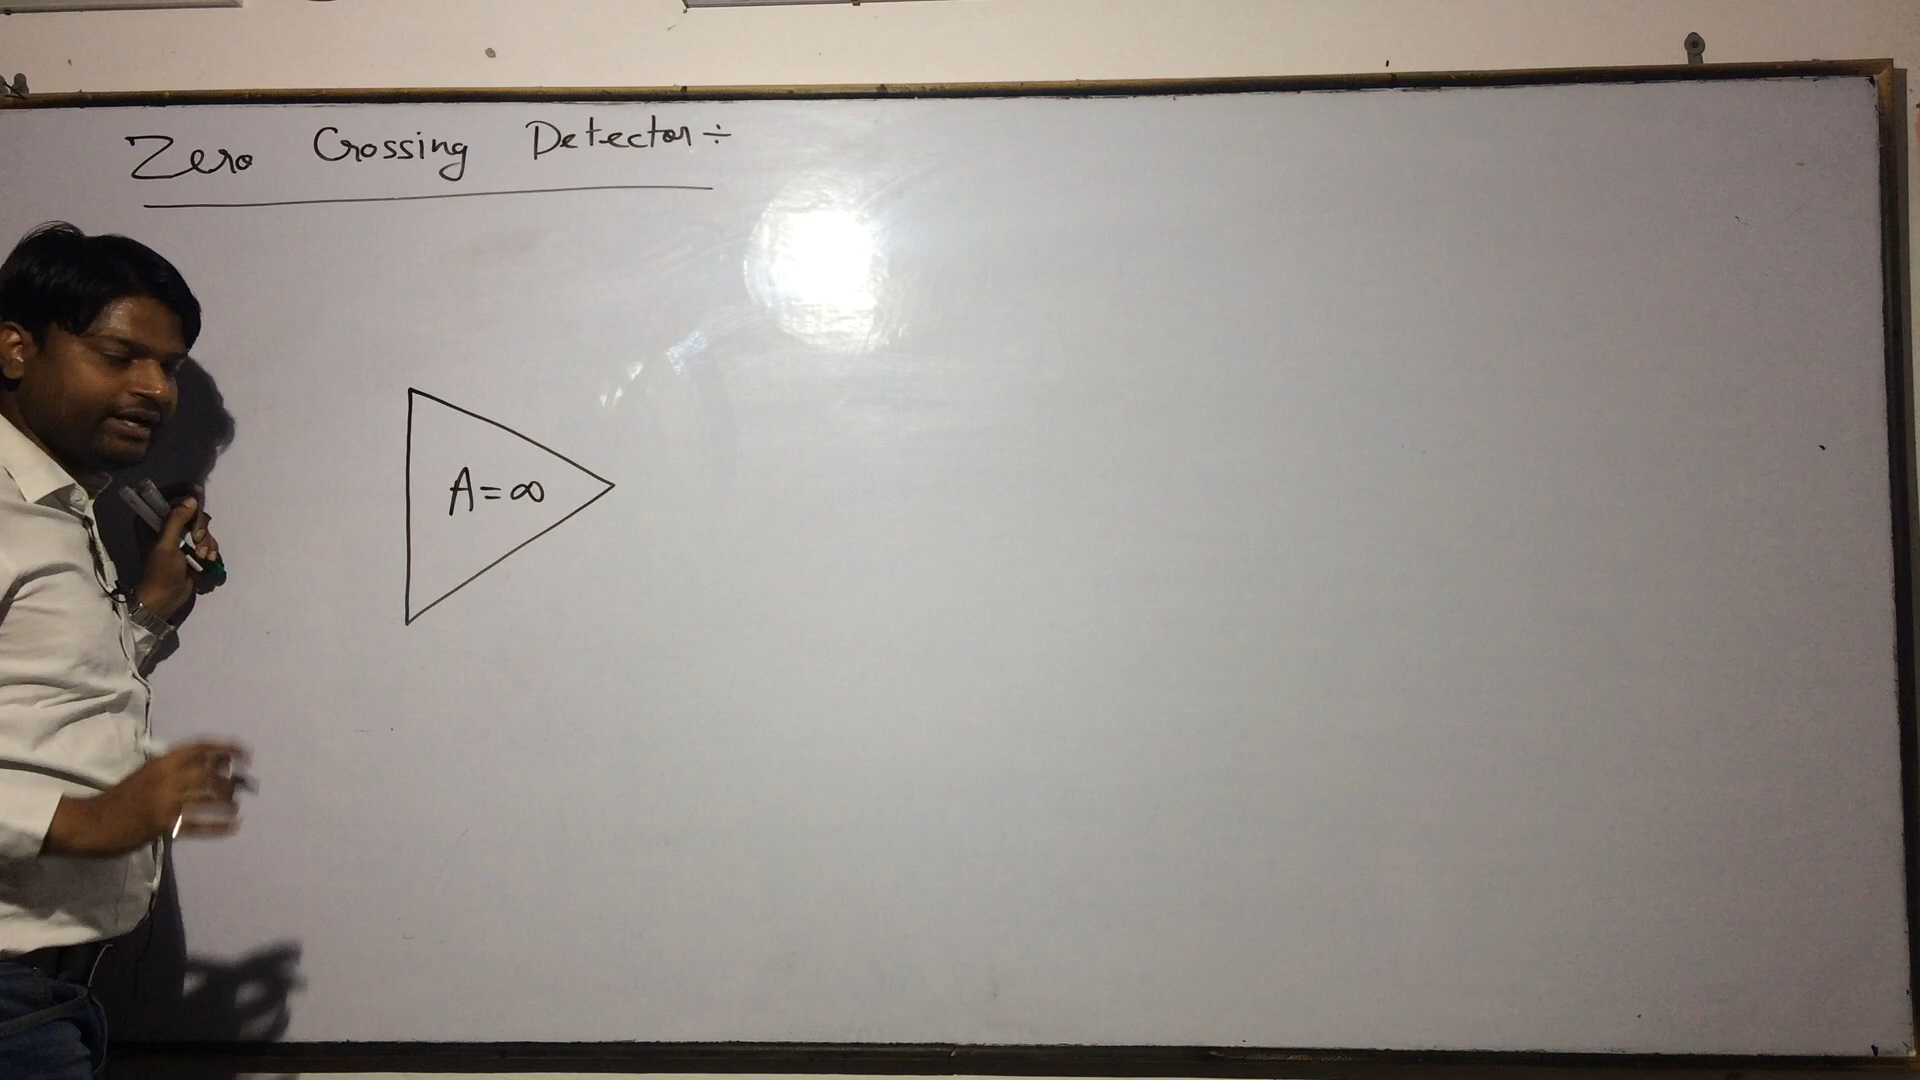 Zero Crossing Detector ÷
A = ∞